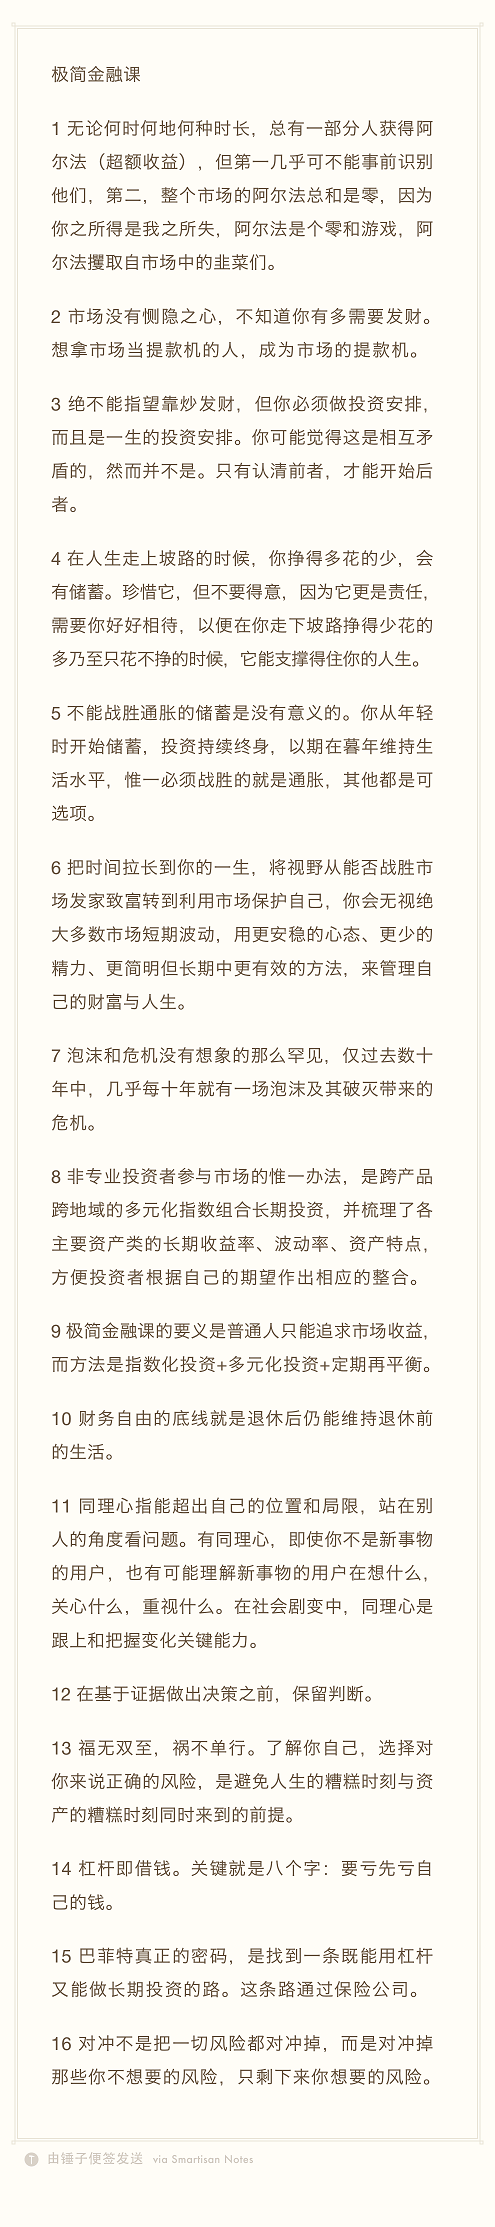 极简金融课
1 无论何时何地何种时长，总有一部分人获得阿
尔法（超额收益），但第一几乎可不能事前识别
他们，第二，整个市场的阿尔法总和是零，因为
你之所得是我之所失，阿尔法是个零和游戏，阿
尔法攫取自市场中的韭菜们。
2 市场没有恻隐之心，不知道你有多需要发财。
想拿市场当提款机的人，成为市场的提款机。
3 绝不能指望靠炒发财，但你必须做投资安排，
而且是一生的投资安排。你可能觉得这是相互矛
盾的，然而并不是。只有认清前者，才能开始后
者。
4 在人生走上坡路的时候，你挣得多花的少，会
有储蓄。珍惜它，但不要得意，因为它更是责任，
需要你好好相待，以便在你走下坡路挣得少花的
多乃至只花不挣的时候，它能支撑得住你的人生。
5 不能战胜通胀的储蓄是没有意义的。你从年轻
时开始储蓄，投资持续终身，以期在暮年维持生
活水平，惟一必须战胜的就是通胀，其他都是可
选项。
6 把时间拉长到你的一生，将视野从能否战胜市
场发家致富转到利用市场保护自己，你会无视绝
大多数市场短期波动，用更安稳的心态、更少的
精力、更简明但长期中更有效的方法，来管理自
己的财富与人生。
7 泡沫和危机没有想象的那么罕见，仅过去数十
年中，几乎每十年就有一场泡沫及其破灭带来的
危机。
8 非专业投资者参与市场的惟一办法，是跨产品
跨地域的多元化指数组合长期投资，并梳理了各
主要资产类的长期收益率、波动率、资产特点，
方便投资者根据自己的期望作出相应的整合。
9 极简金融课的要义是普通人只能追求市场收益，
而方法是指数化投资+多元化投资+定期再平衡。
10 财务自由的底线就是退休后仍能维持退休前
的生活。
11 同理心指能超出自己的位置和局限，站在别
人的角度看问题。有同理心，即使你不是新事物
的用户，也有可能理解新事物的用户在想什么，
关心什么，重视什么。在社会剧变中，同理心是
跟上和把握变化关键能力。
12 在基于证据做出决策之前，保留判断。
13 福无双至，祸不单行。了解你自己，选择对
你来说正确的风险，是避免人生的糟糕时刻与资
产的糟糕时刻同时来到的前提。
14 杠杆即借钱。关键就是八个字：要亏先亏自
己的钱。
15 巴菲特真正的密码，是找到一条既能用杠杆
又能做长期投资的路。这条路通过保险公司。
16 对冲不是把一切风险都对冲掉，而是对冲掉
那些你不想要的风险，只剩下来你想要的风险。
T 由锤子便签发送 via Smartisan Notes